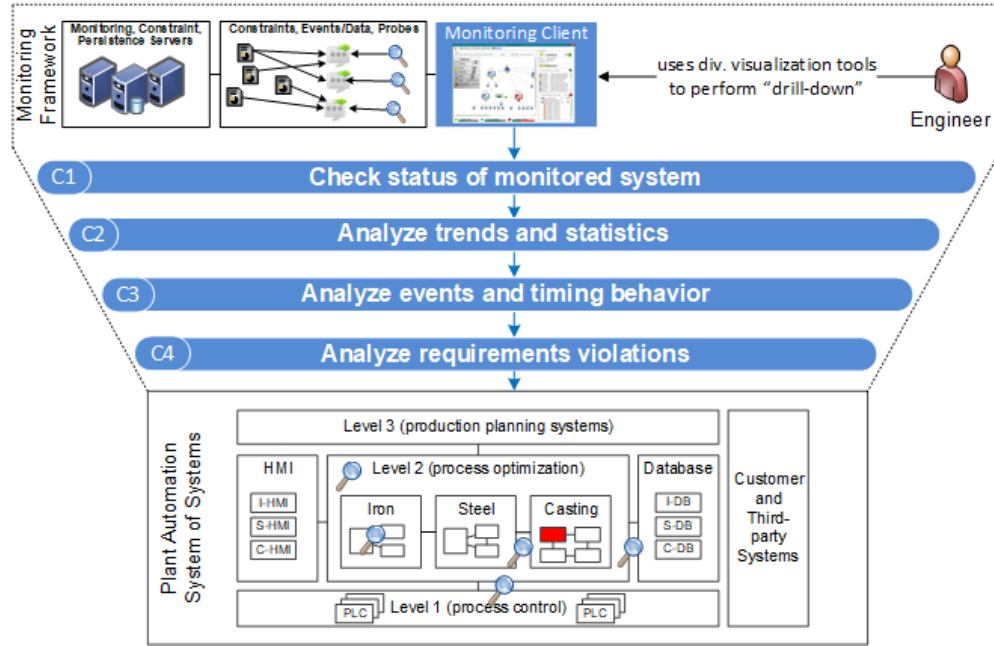 Monitoring
Framework
Monitoring, Constraint,
Persistence Servers
Constraints, Events/Data, Probes
Monitoring Client
uses div. visualization tools
to perform “drill-down”
Engineer
C1
Check status of monitored system
C2
Analyze trends and statistics
C3
Analyze events and timing behavior
C4
Analyze requirements violations
Plant Automation
System of Systems
Level 3 (production planning systems)
HMI
I-HMI
S-HMI
C-HMI
Level 2 (process optimization)
Iron
Steel
Casting
Database
I-DB
S-DB
C-DB
Customer
and
Third-
party
Systems
PLC
Level 1 (process control)
PLC